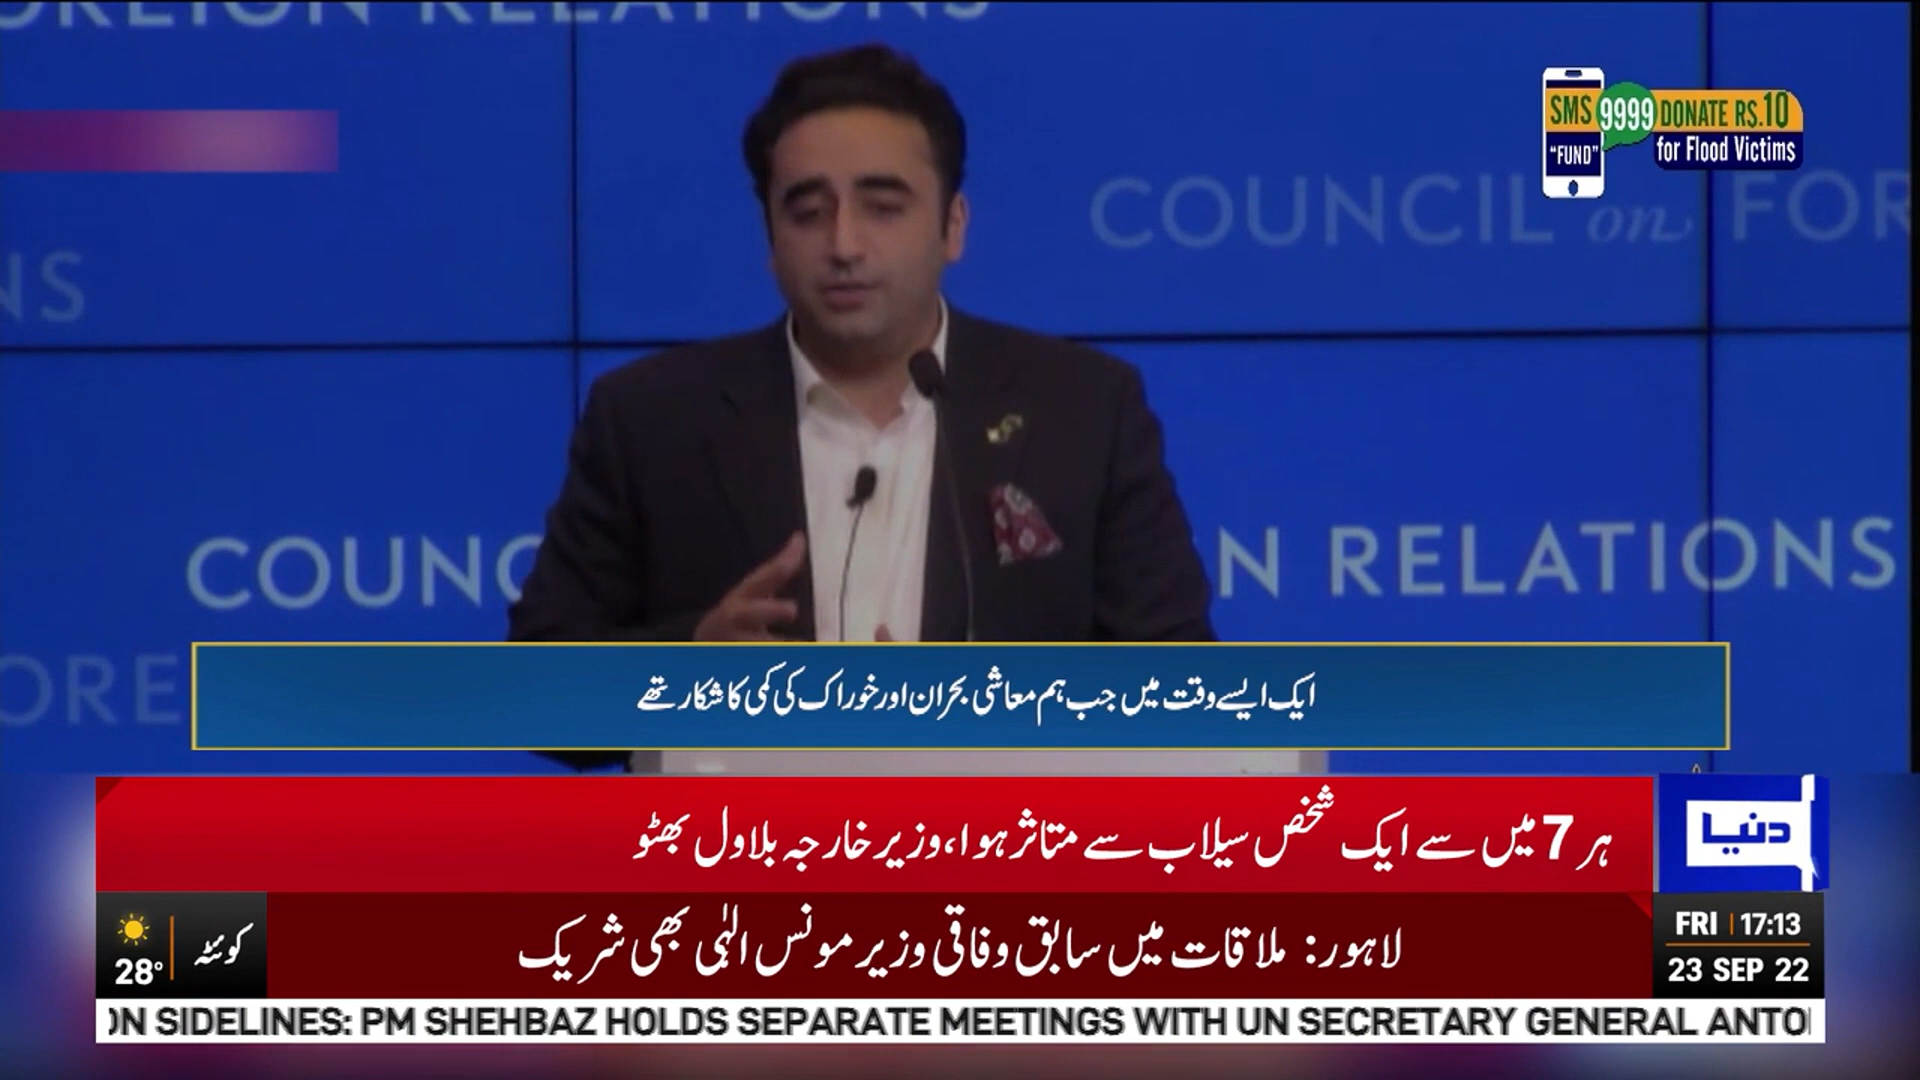 OREIGN RELATIONS
SMS
"FUND"
9999
DONATE RS.10
for Flood Victims
COUNCIL on FOR
NS
COUNC
N RELATIONS
ORE
ایک ایسے وقت میں جب ہم معاشی بحران اور خوراک کی کمی کا شکار تھے
ہر 7 میں سے ایک شخص سیلاب سے متاثر ہوا، وزیر خارجہ بلاول بھٹو
دنیا
لاہور: ملاقات میں سابق وفاقی وزیر مونس الہٰی بھی شریک
کوئٹہ
28°
FRI 17:13
23 SEP 22
ON SIDELINES: PM SHEHBAZ HOLDS SEPARATE MEETINGS WITH UN SECRETARY GENERAL ANTO